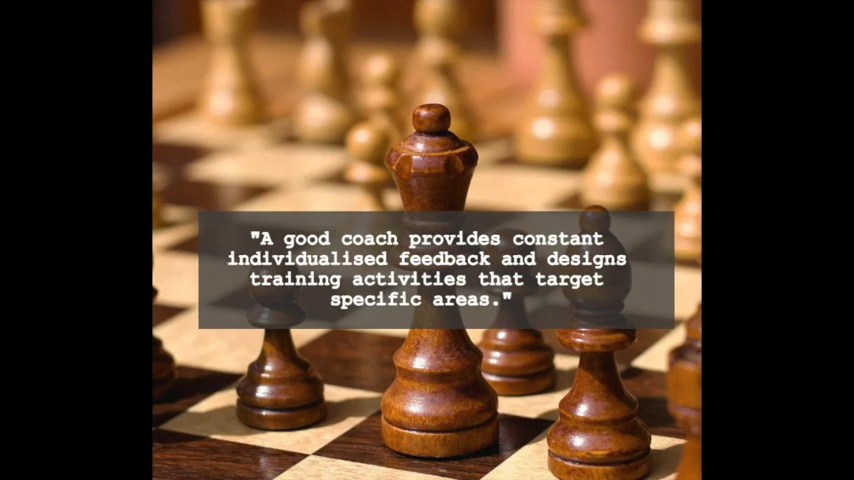 "A good coach provides constant
individualised feedback and designs
training activities that target
specific areas."